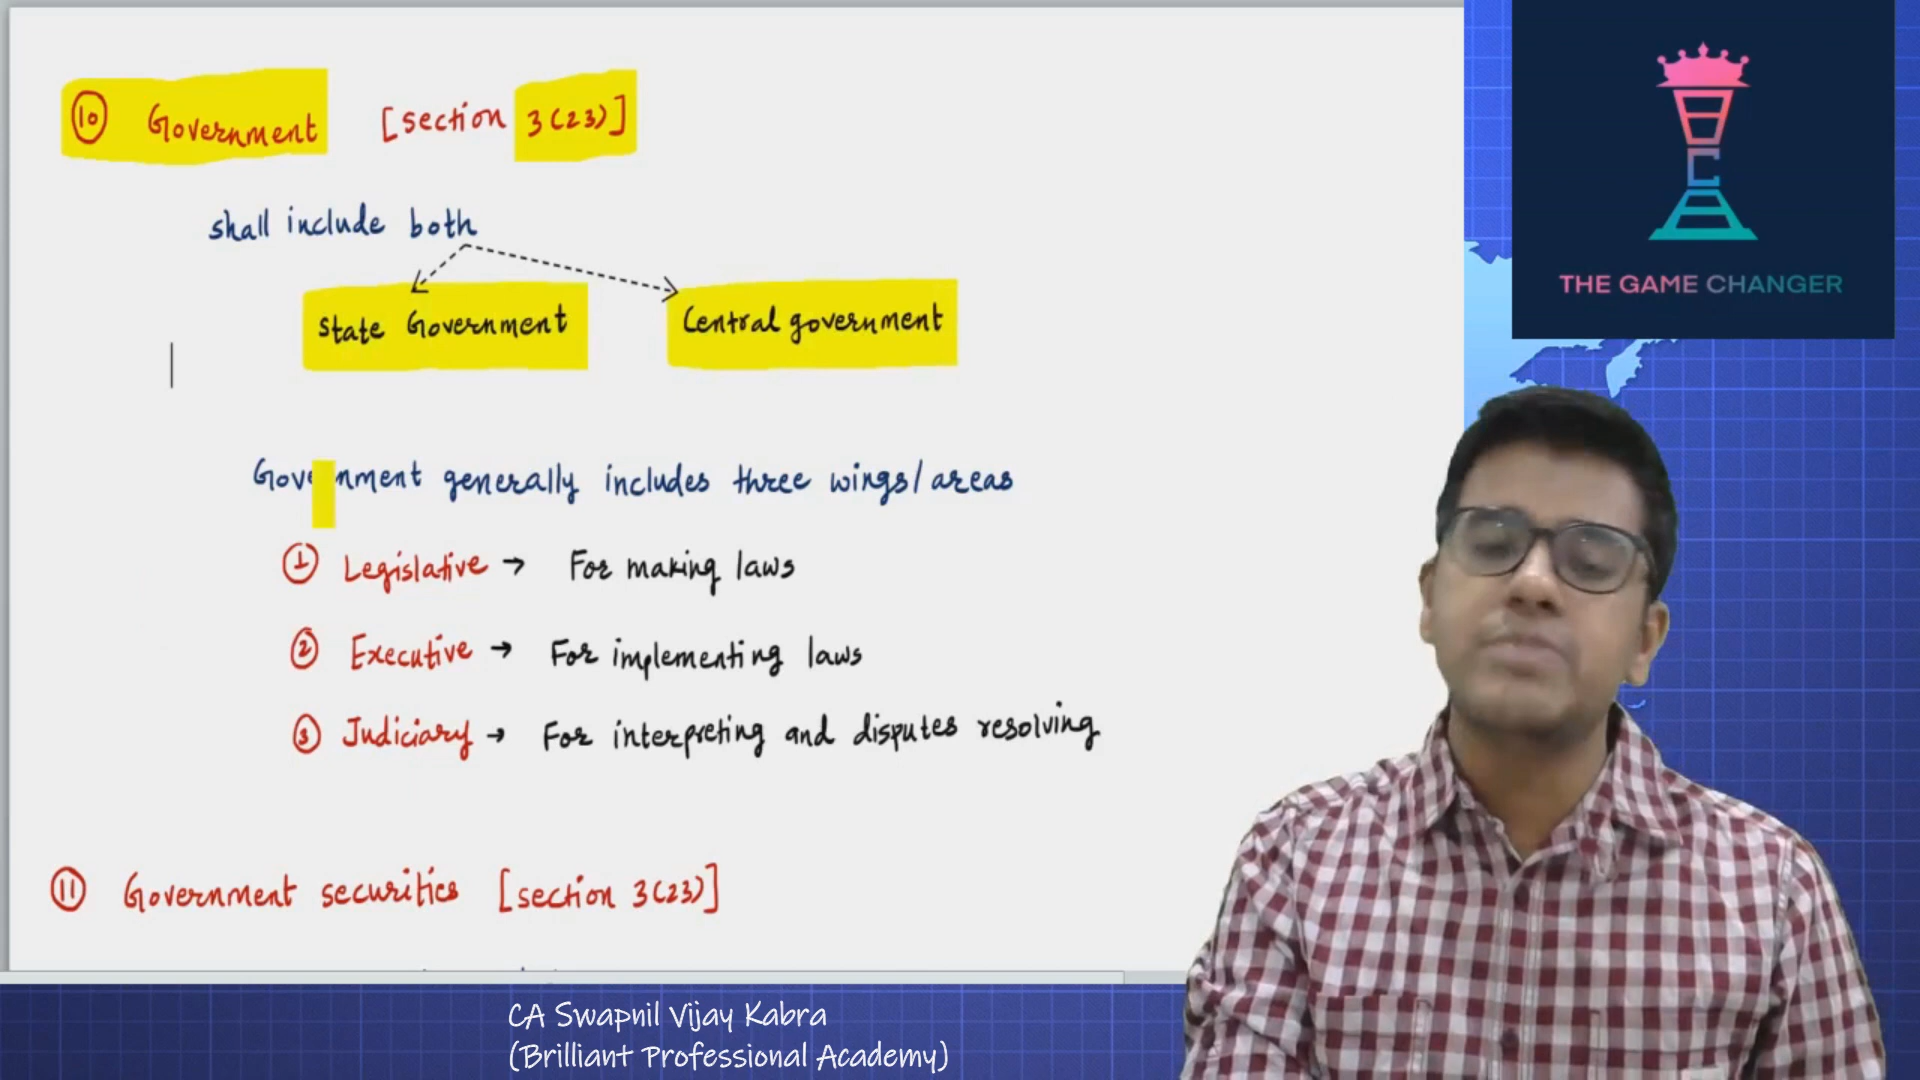 10 Government [section 3(23)]
shall include both
State Government Central government
Government generally includes three wings/areas
1 Legislative → For making laws
2 Executive → For implementing laws
3 Judiciary → For interpreting and disputes resolving
11 Government securities [section 3(23)]
THE GAME CHANGER
CA Swapnil Vijay Kabra
(Brilliant Professional Academy)